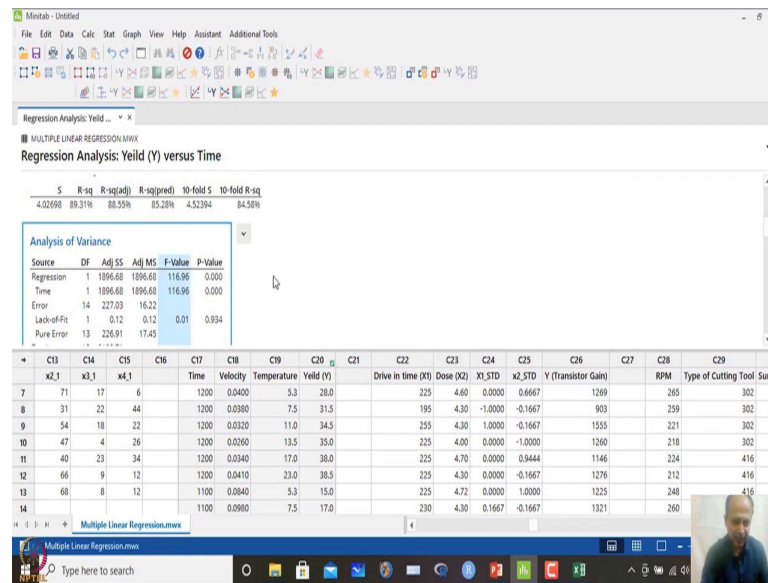 Minitab - Untitled
File Edit Data Calc Stat Graph View Help Assistant Additional Tools
Regression Analysis: Yeild ...
MULTIPLE LINEAR REGRESSION.MWX
Regression Analysis: Yeild (Y) versus Time
S R-sq R-sq(adj) R-sq(pred) 10-fold S 10-fold R-sq
4.02698 89.31% 88.55% 85.28% 4.52394 84.58%
Analysis of Variance
Source DF Adj SS Adj MS F-Value P-Value
Regression 1 1896.68 1896.68 116.96 0.000
Time 1 1896.68 1896.68 116.96 0.000
Error 14 227.03 16.22
Lack-of-Fit 1 0.12 0.12 0.01 0.934
Pure Error 13 226.91 17.45
C13 C14 C15 C16 C17 C18 C19 C20 C21 C22 C23 C24 C25 C26 C27 C28 C29
x2_1 x3_1 x4_1 Time Velocity Temperature Yeild (Y) Drive in time (X1) Dose (X2) X1_STD x2_STD Y (Transistor Gain) RPM Type of Cutting Tool Sur
7 71 17 6 1200 0.0400 5.3 28.0 225 4.60 0.0000 0.6667 1269 265 302
8 31 22 44 1200 0.0380 7.5 31.5 195 4.30 -1.0000 -0.1667 903 259 302
9 54 18 22 1200 0.0320 11.0 34.5 255 4.30 1.0000 -0.1667 1555 221 302
10 47 4 26 1200 0.0260 13.5 35.0 225 4.00 0.0000 -1.0000 1260 218 302
11 40 23 34 1200 0.0340 17.0 38.0 225 4.70 0.0000 0.9444 1146 224 416
12 66 9 12 1200 0.0410 23.0 38.5 225 4.30 0.0000 -0.1667 1276 212 416
13 68 8 12 1100 0.0840 5.3 15.0 225 4.72 0.0000 1.0000 1225 248 416
14 1100 0.0980 7.5 17.0 230 4.30 0.1667 -0.1667 1321 260
Multiple Linear Regression.mwx
Multiple Linear Regression.mwx
Type here to search
NPTEL